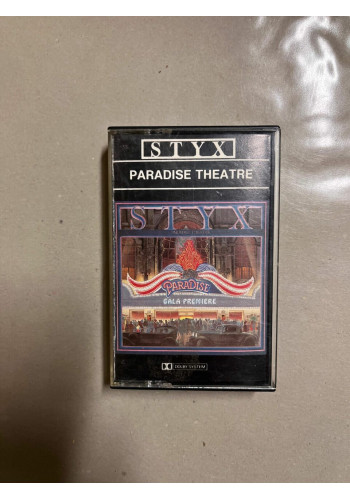 STYX
PARADISE THEATRE
STYX
PARADISE
GALA PREMIERE
DOLBY SYSTEM